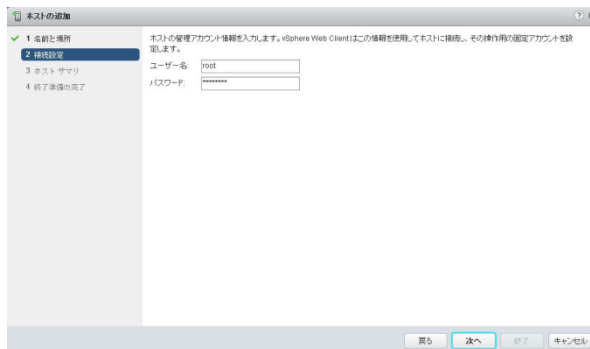 ホストの追加
1 名前と場所
2 接続設定
3 ホスト サマリ
4 終了準備の完了
ホストの管理アカウント情報を入力します。vSphere Web Clientはこの情報を使用してホストに接続し、その操作用の固定アカウントを設
定します。
ユーザー名: root
パスワード: ********
戻る 次へ 終了 キャンセル